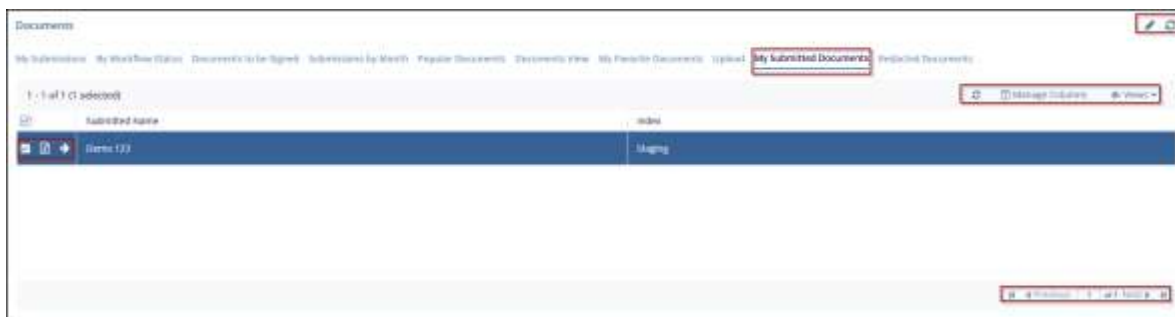 Documents
My Submissions My Workflow Status Documents to be Signed Submissions by Month Popular Documents Documents View My Favorite Documents Upload My Submitted Documents Redacted Documents
1 - 1 of 1 (1 selected) Manage Columns Views
Submitted Name Index
Demo 123 Staging
Previous 1 of 1 Next